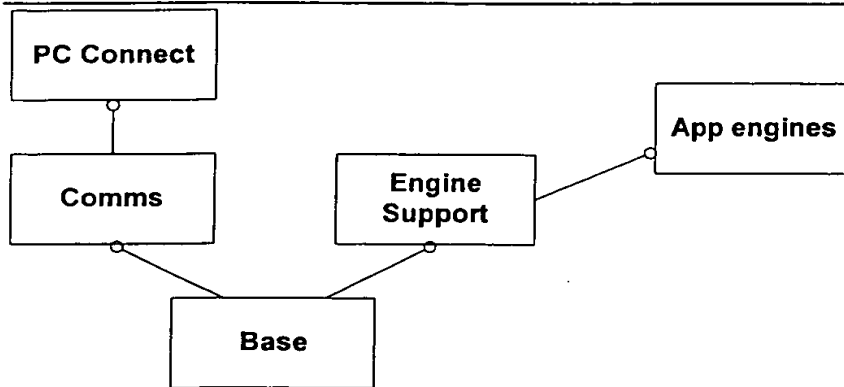 PC Connect
App engines
Comms
Engine
Support
Base